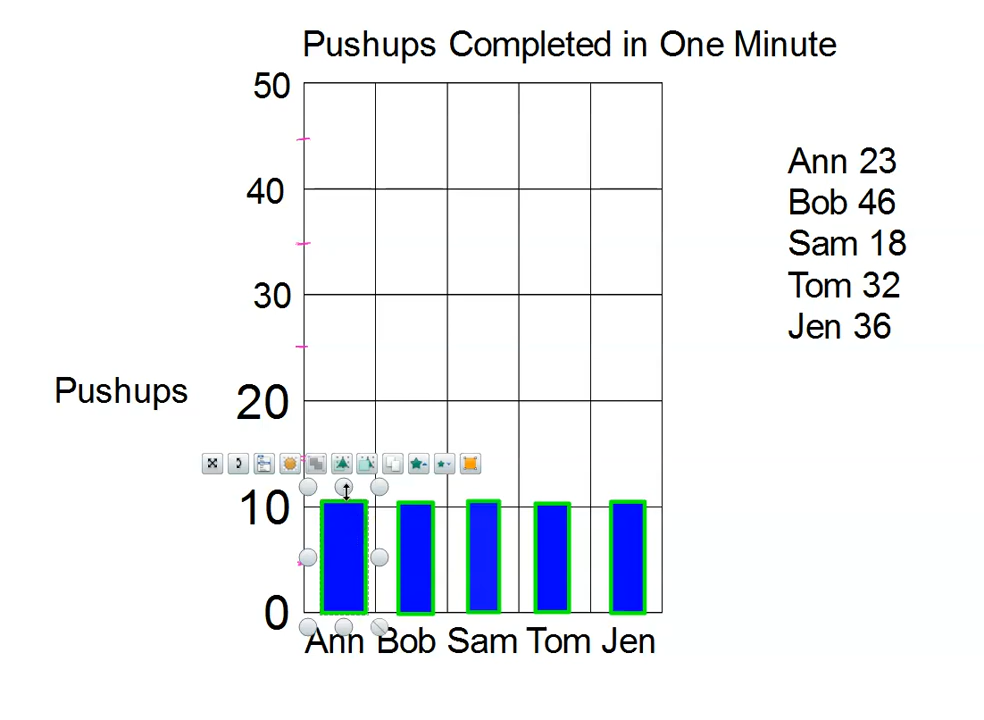 Pushups Completed in One Minute
50
40
30
Pushups
20
10
0
Ann Bob Sam Tom Jen
Ann 23
Bob 46
Sam 18
Tom 32
Jen 36